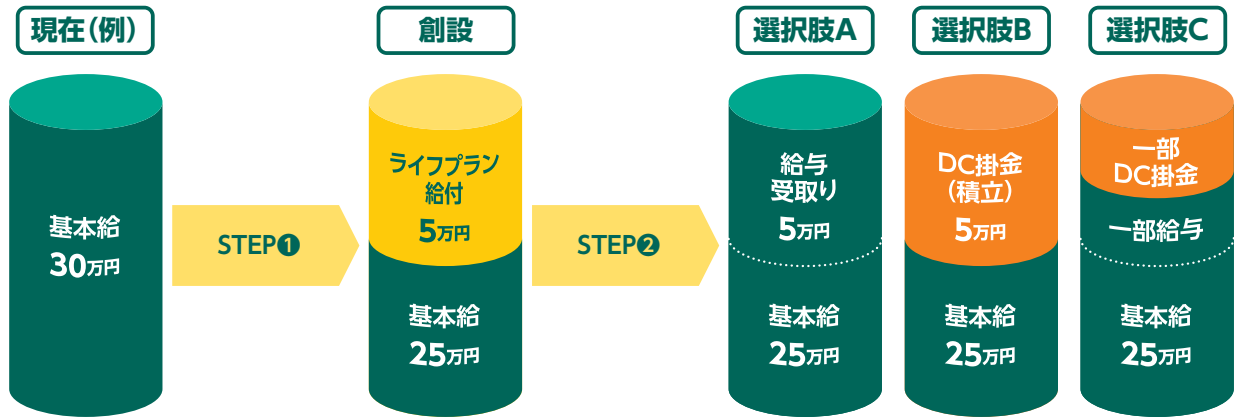 現在(例)
基本給
30万円
STEP❶
創設
ライフプラン
給付
5万円
基本給
25万円
STEP❷
選択肢A
給与
受取り
5万円
基本給
25万円
選択肢B
DC掛金
(積立)
5万円
基本給
25万円
選択肢C
一部
DC掛金
一部給与
基本給
25万円